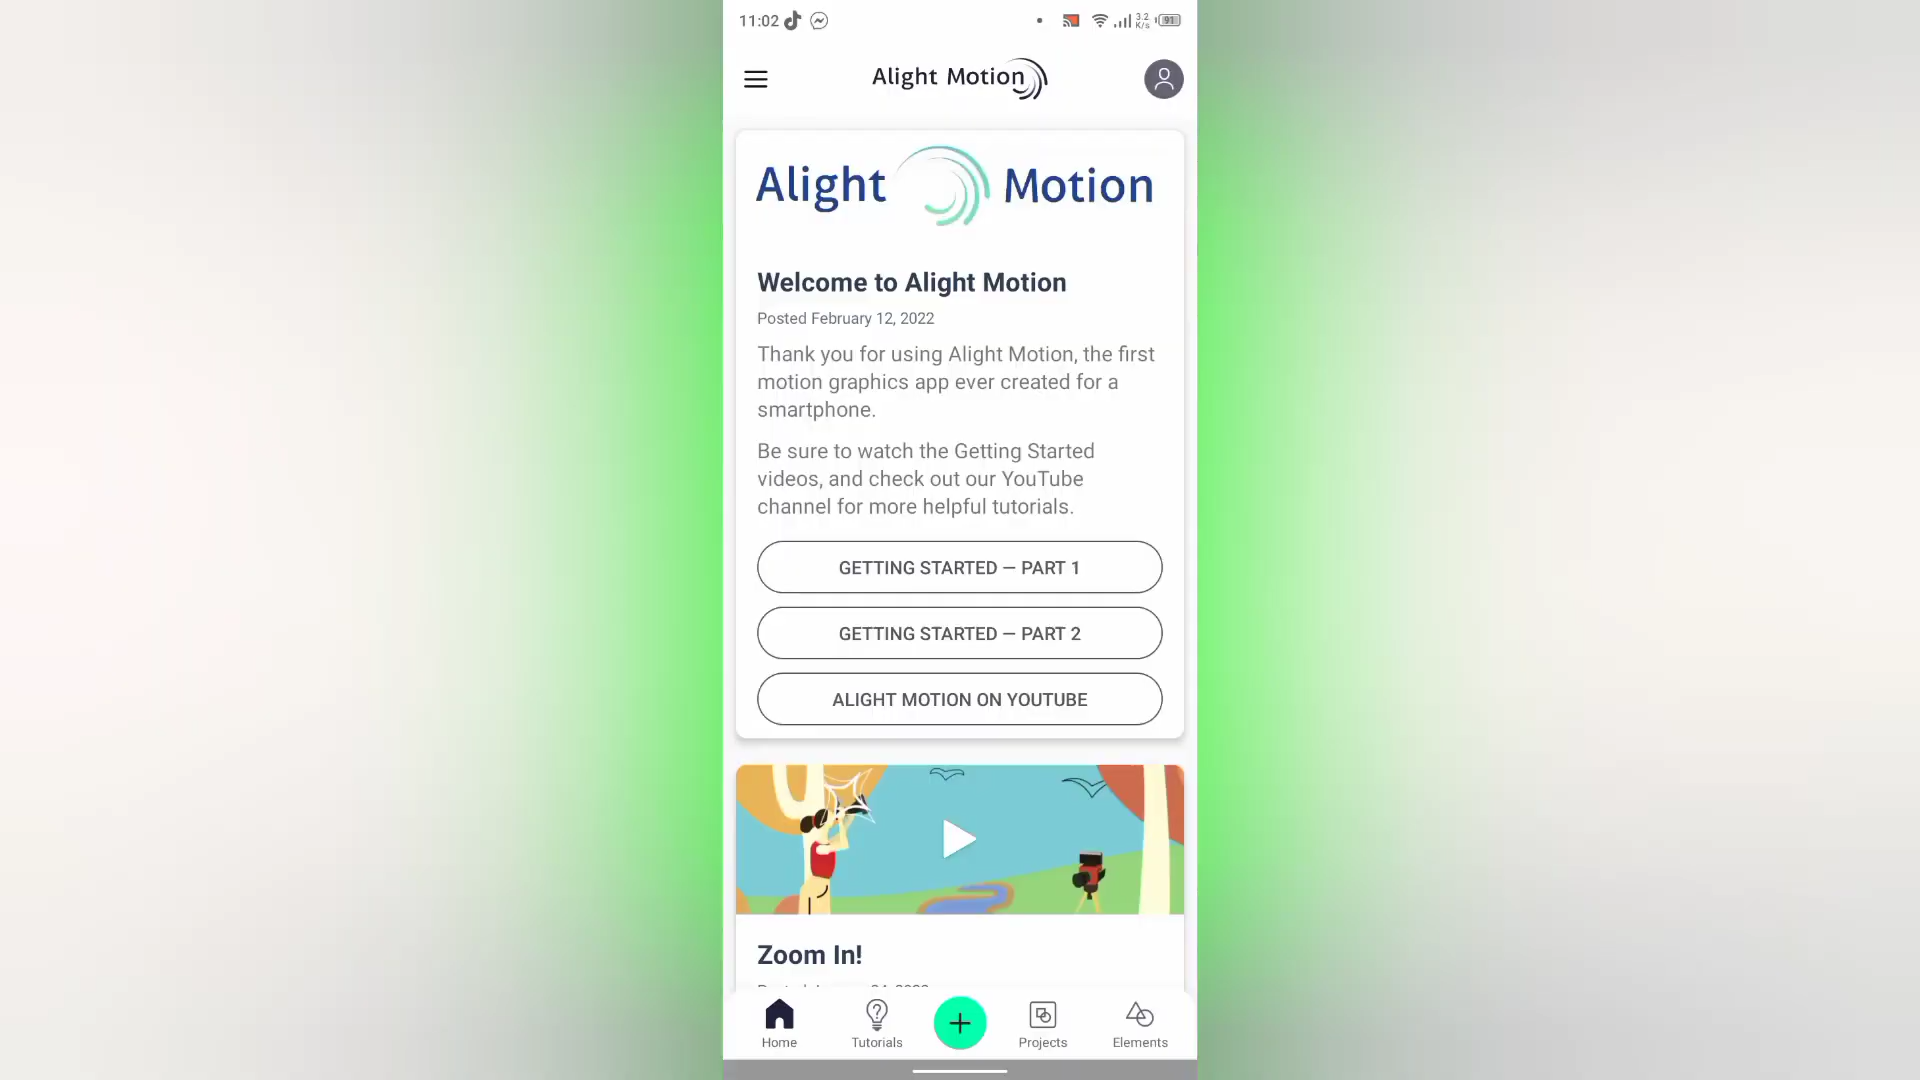 11:02
3.2
K/s
91
Alight Motion
Alight Motion
Welcome to Alight Motion
Posted February 12, 2022
Thank you for using Alight Motion, the first
motion graphics app ever created for a
smartphone.
Be sure to watch the Getting Started
videos, and check out our YouTube
channel for more helpful tutorials.
GETTING STARTED — PART 1
GETTING STARTED — PART 2
ALIGHT MOTION ON YOUTUBE
Zoom In!
Home
Tutorials
Projects
Elements